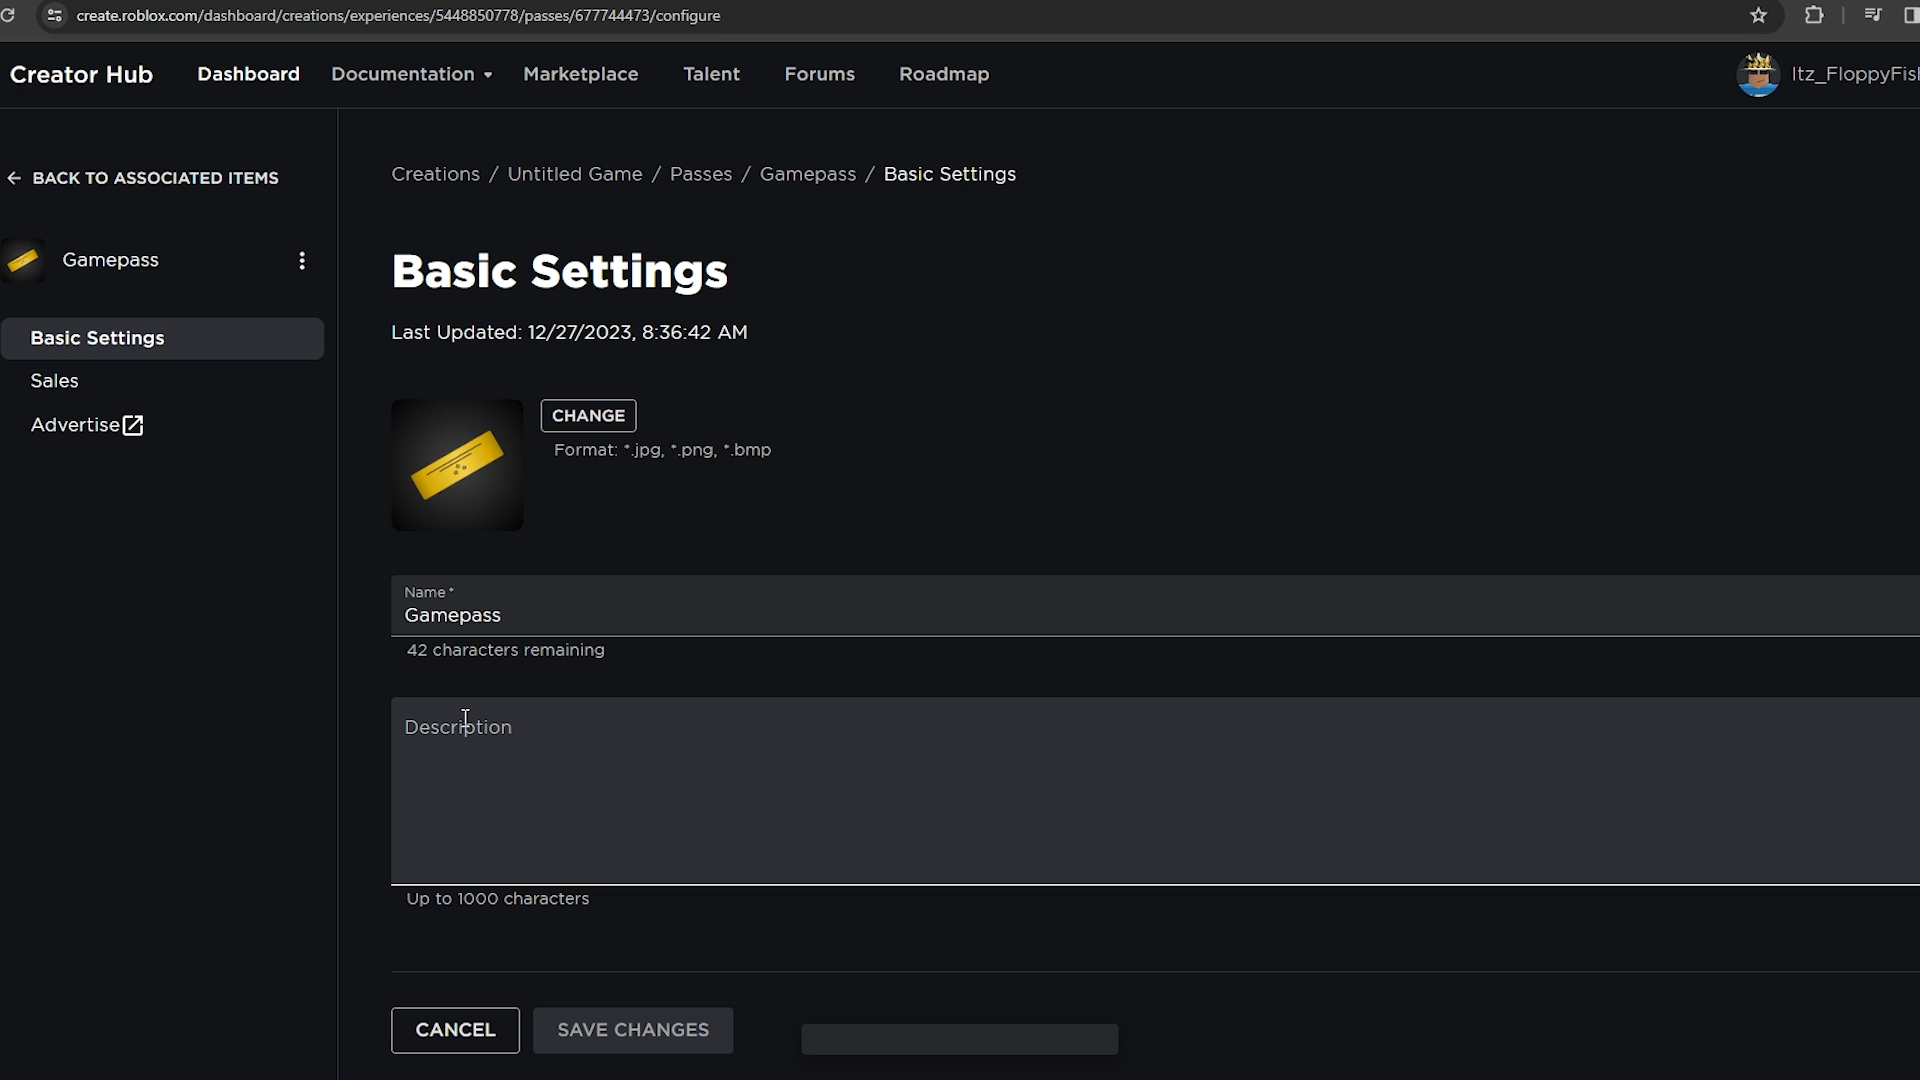 create.roblox.com/dashboard/creations/experiences/5448850778/passes/677744473/configure
Creator Hub Dashboard Documentation Marketplace Talent Forums Roadmap Itz_FloppyFis
BACK TO ASSOCIATED ITEMS
Gamepass
Basic Settings
Sales
Advertise
Creations / Untitled Game / Passes / Gamepass / Basic Settings
Basic Settings
Last Updated: 12/27/2023, 8:36:42 AM
CHANGE
Format: *.jpg, *.png, *.bmp
Name*
Gamepass
42 characters remaining
Description
Up to 1000 characters
CANCEL SAVE CHANGES